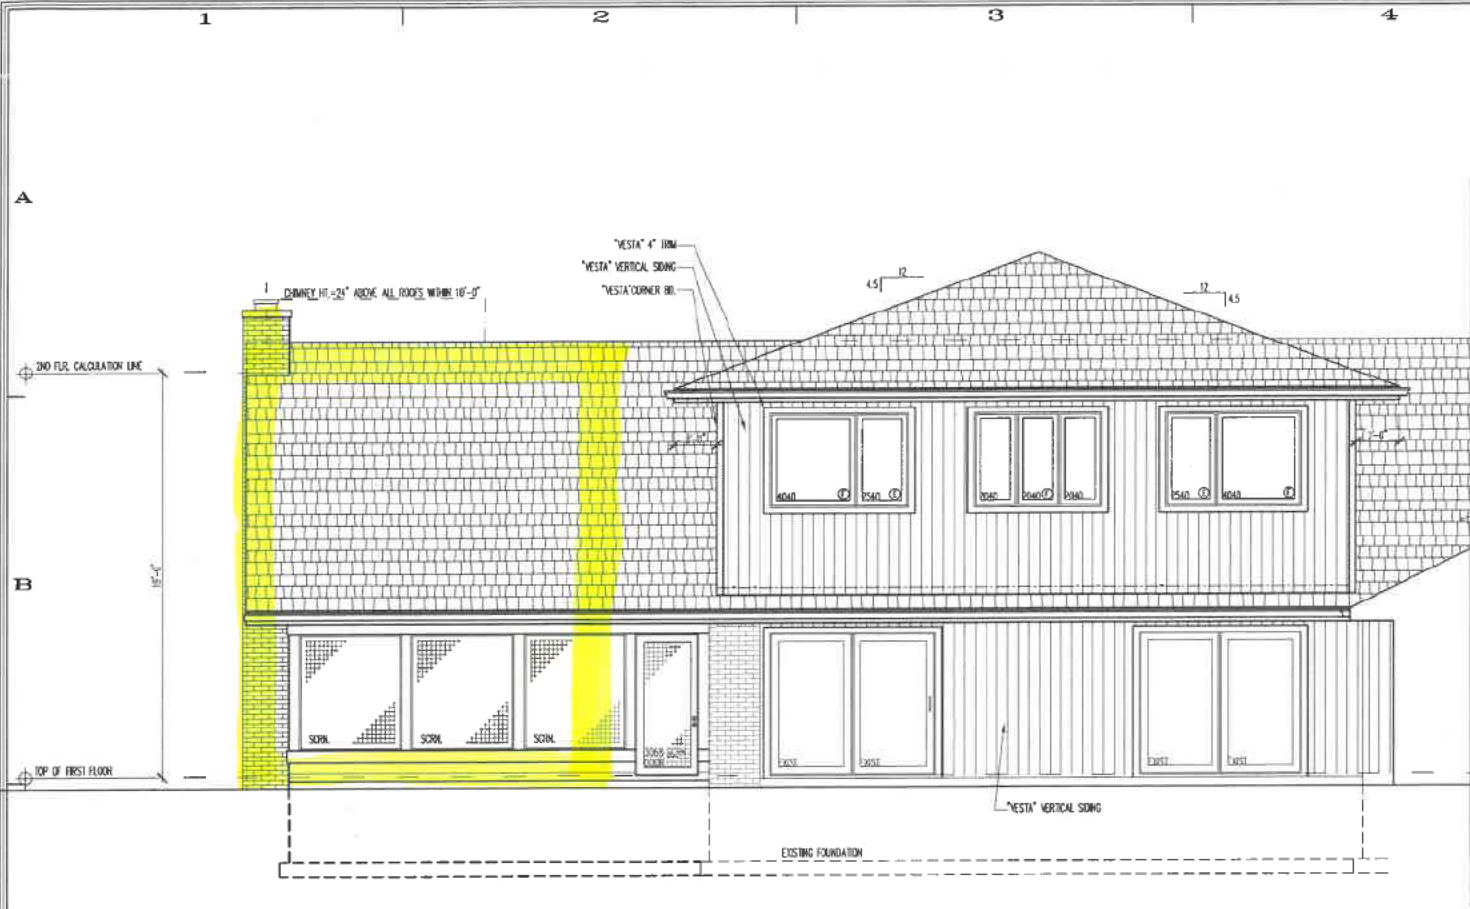 1 2 3 4
A
"VESTA" 4" TRIM
"VESTA" VERTICAL SIDING
"VESTA"CORNER BD.
12
4.5
12
4.5
CHIMNEY HT.=24" ABOVE ALL ROOFS WITHIN 10'-0"
2ND FLR. CALCULATION LINE
4040 F 2540 E
2040 2040 F 2040
2540 E 4040 F
B
SCRN.
SCRN.
SCRN.
3068 SCRN.
DOOR
EXIST
EXIST
EXIST
EXIST
TOP OF FIRST FLOOR
"VESTA" VERTICAL SIDING
EXISTING FOUNDATION